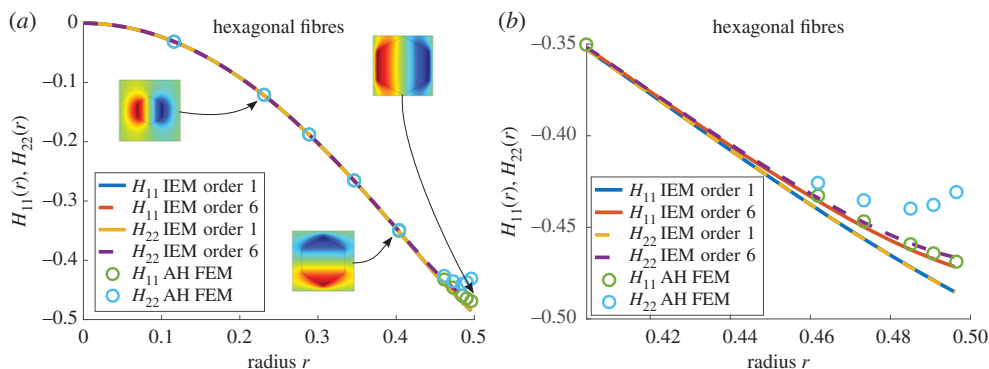 (a)
hexagonal fibres
H11(r), H22(r)
0
−0.1
−0.2
−0.3
−0.4
−0.5
H11 IEM order 1
H11 IEM order 6
H22 IEM order 1
H22 IEM order 6
H11 AH FEM
H22 AH FEM
0 0.1 0.2 0.3 0.4 0.5
radius r
(b)
hexagonal fibres
H11(r), H22(r)
−0.35
−0.40
−0.45
−0.50
H11 IEM order 1
H11 IEM order 6
H22 IEM order 1
H22 IEM order 6
H11 AH FEM
H22 AH FEM
0.42 0.44 0.46 0.48 0.50
radius r